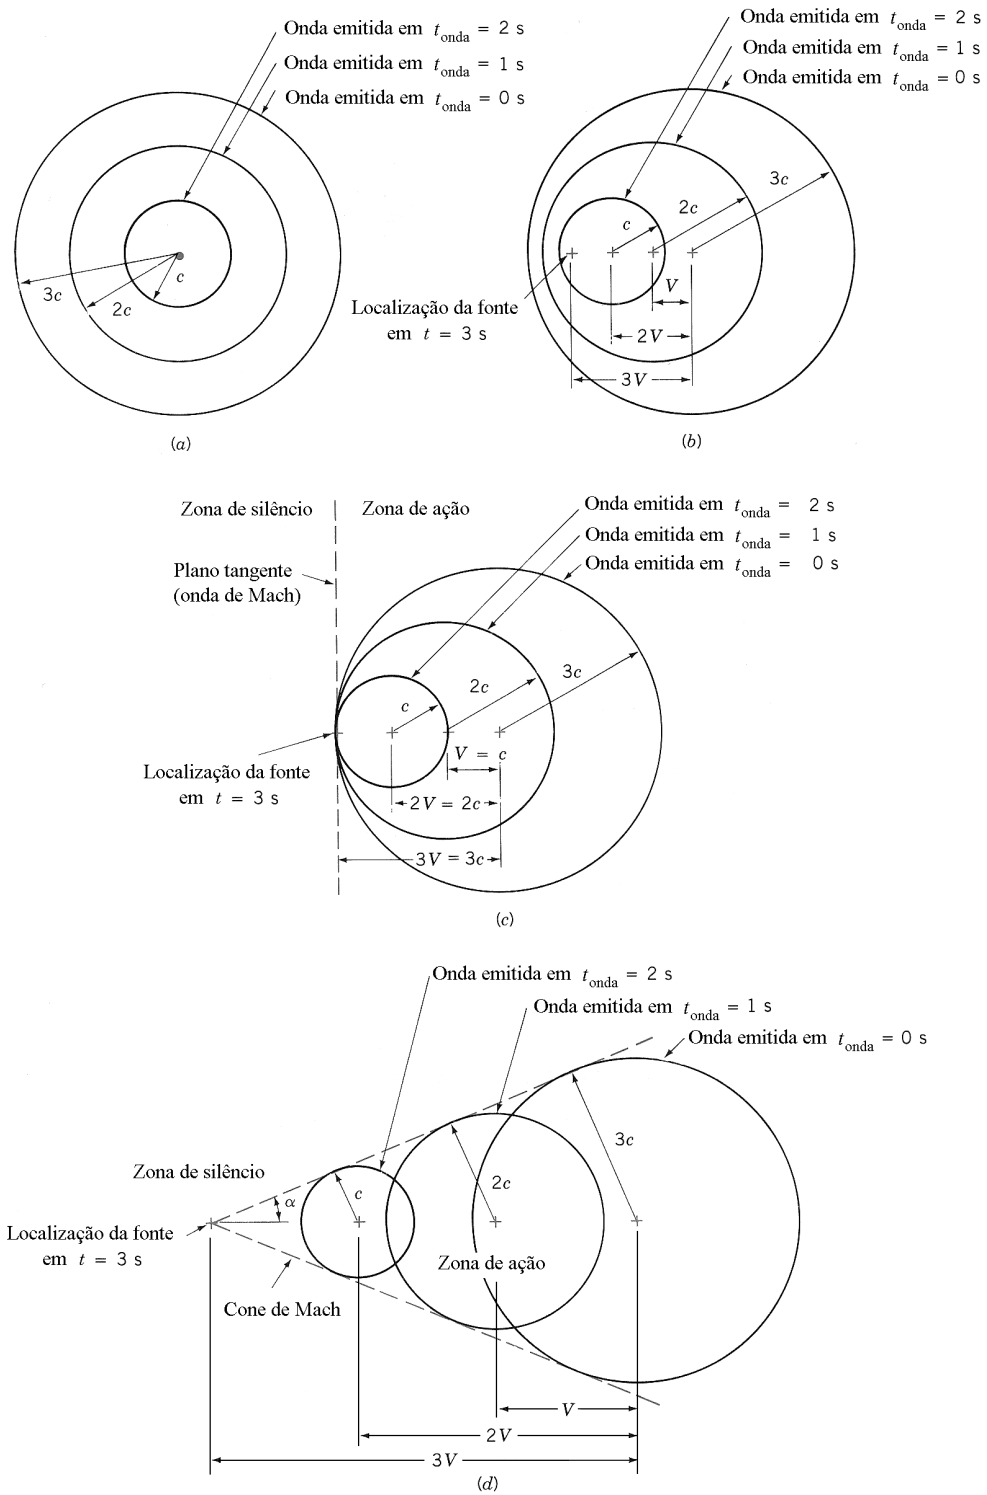 Onda emitida em t_onda = 2 s
Onda emitida em t_onda = 1 s
Onda emitida em t_onda = 0 s
c
3c
2c
(a)
Onda emitida em t_onda = 2 s
Onda emitida em t_onda = 1 s
Onda emitida em t_onda = 0 s
3c
2c
c
V
Localização da fonte
em t = 3 s
2V
3V
(b)
Zona de silêncio
Zona de ação
Onda emitida em t_onda = 2 s
Onda emitida em t_onda = 1 s
Onda emitida em t_onda = 0 s
Plano tangente
(onda de Mach)
3c
2c
c
V = c
Localização da fonte
em t = 3 s
2V = 2c
3V = 3c
(c)
Onda emitida em t_onda = 2 s
Onda emitida em t_onda = 1 s
Onda emitida em t_onda = 0 s
3c
Zona de silêncio
2c
c
α
Localização da fonte
em t = 3 s
Zona de ação
Cone de Mach
V
2V
3V
(d)